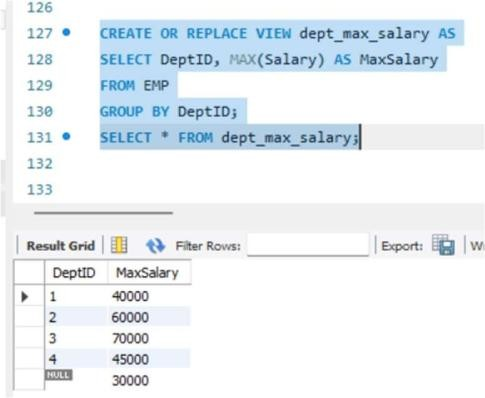 126
127 CREATE OR REPLACE VIEW dept_max_salary AS
128 SELECT DeptID, MAX(Salary) AS MaxSalary
129 FROM EMP
130 GROUP BY DeptID;
131 SELECT * FROM dept_max_salary;
132
133
Result Grid Filter Rows: Export:
DeptID MaxSalary
1 40000
2 60000
3 70000
4 45000
NULL 30000